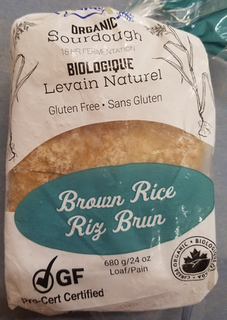 ORGANIC
Sourdough
18 HR FERMENTATION
BIOLOGIQUE
Levain Naturel
Gluten Free • Sans Gluten
Brown Rice
Riz Brun
680 g/24 oz
Loaf/Pain
GF
Pro-Cert Certified
CANADA ORGANIC • BIOLOGIQUE